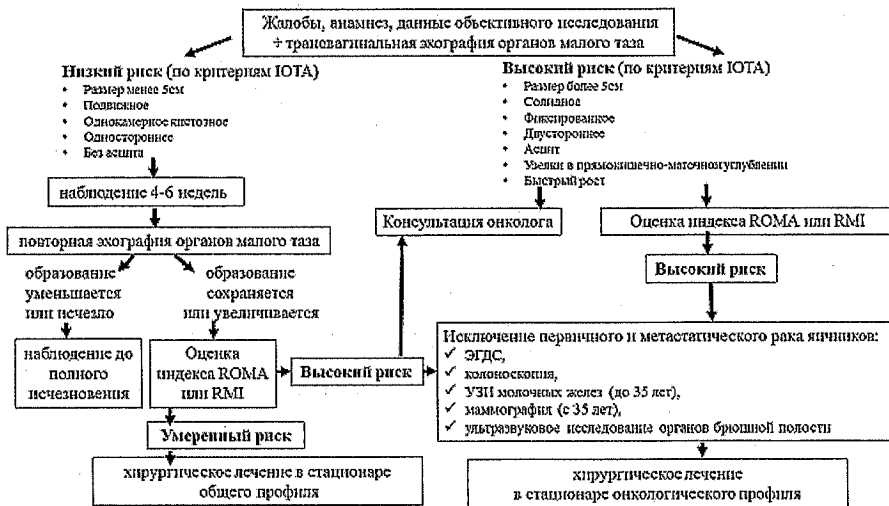 Жалобы, анамнез, данные объективного исследования
+ трансвагинальная эхография органов малого таза
Низкий риск (по критериям IOTA)
• Размер менее 5см
• Подвижное
• Однокамерное кистозное
• Одностороннее
• Без асцита
наблюдение 4-6 недель
повторная эхография органов малого таза
образование
уменьшается
или исчезло
образование
сохраняется
или увеличивается
наблюдение до
полного
исчезновения
Оценка
индекса ROMA
или RMI
Умеренный риск
хирургическое лечение в стационаре
общего профиля
Высокий риск
Высокий риск (по критериям IOTA)
• Размер более 5см
• Солидное
• Фиксированное
• Двустороннее
• Асцит
• Узелки в прямокишечно-маточном углублении
• Быстрый рост
Консультация онколога
Оценка индекса ROMA или RMI
Высокий риск
Исключение первичного и метастатического рака яичников:
✓ ЭГДС,
✓ колоноскопия,
✓ УЗИ молочных желез (до 35 лет),
✓ маммография (с 35 лет),
✓ ультразвуковое исследование органов брюшной полости
хирургическое лечение
в стационаре онкологического профиля